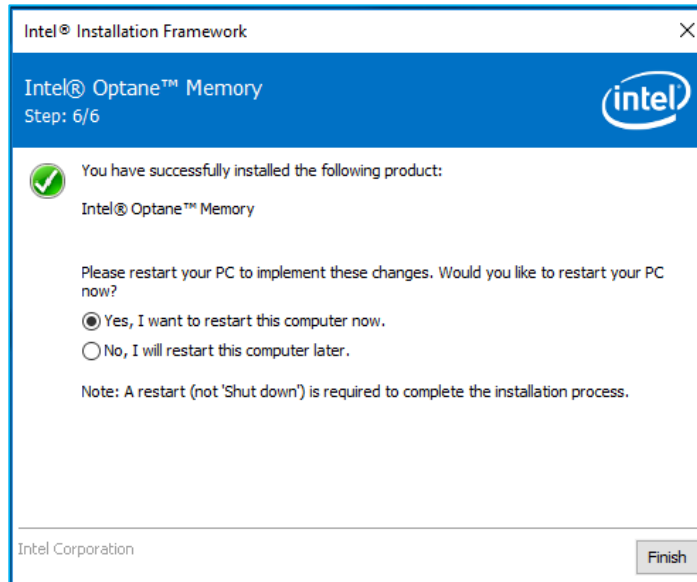 Intel® Installation Framework
Intel® Optane™ Memory
Step: 6/6
intel
You have successfully installed the following product:
Intel® Optane™ Memory
Please restart your PC to implement these changes. Would you like to restart your PC
now?
Yes, I want to restart this computer now.
No, I will restart this computer later.
Note: A restart (not 'Shut down') is required to complete the installation process.
Intel Corporation
Finish